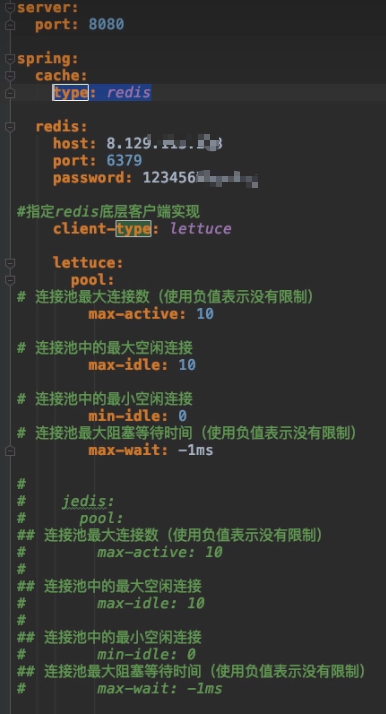 server:
  port: 8080

spring:
  cache:
    type: redis

  redis:
    host: 8.129.
    port: 6379
    password: 123456

#指定redis底层客户端实现
    client-type: lettuce

    lettuce:
      pool:
# 连接池最大连接数（使用负值表示没有限制）
        max-active: 10

# 连接池中的最大空闲连接
        max-idle: 10

# 连接池中的最小空闲连接
        min-idle: 0
# 连接池最大阻塞等待时间（使用负值表示没有限制）
        max-wait: -1ms

#
#    jedis:
#      pool:
## 连接池最大连接数（使用负值表示没有限制）
#        max-active: 10
#
## 连接池中的最大空闲连接
#        max-idle: 10
#
## 连接池中的最小空闲连接
#        min-idle: 0
## 连接池最大阻塞等待时间（使用负值表示没有限制）
#        max-wait: -1ms